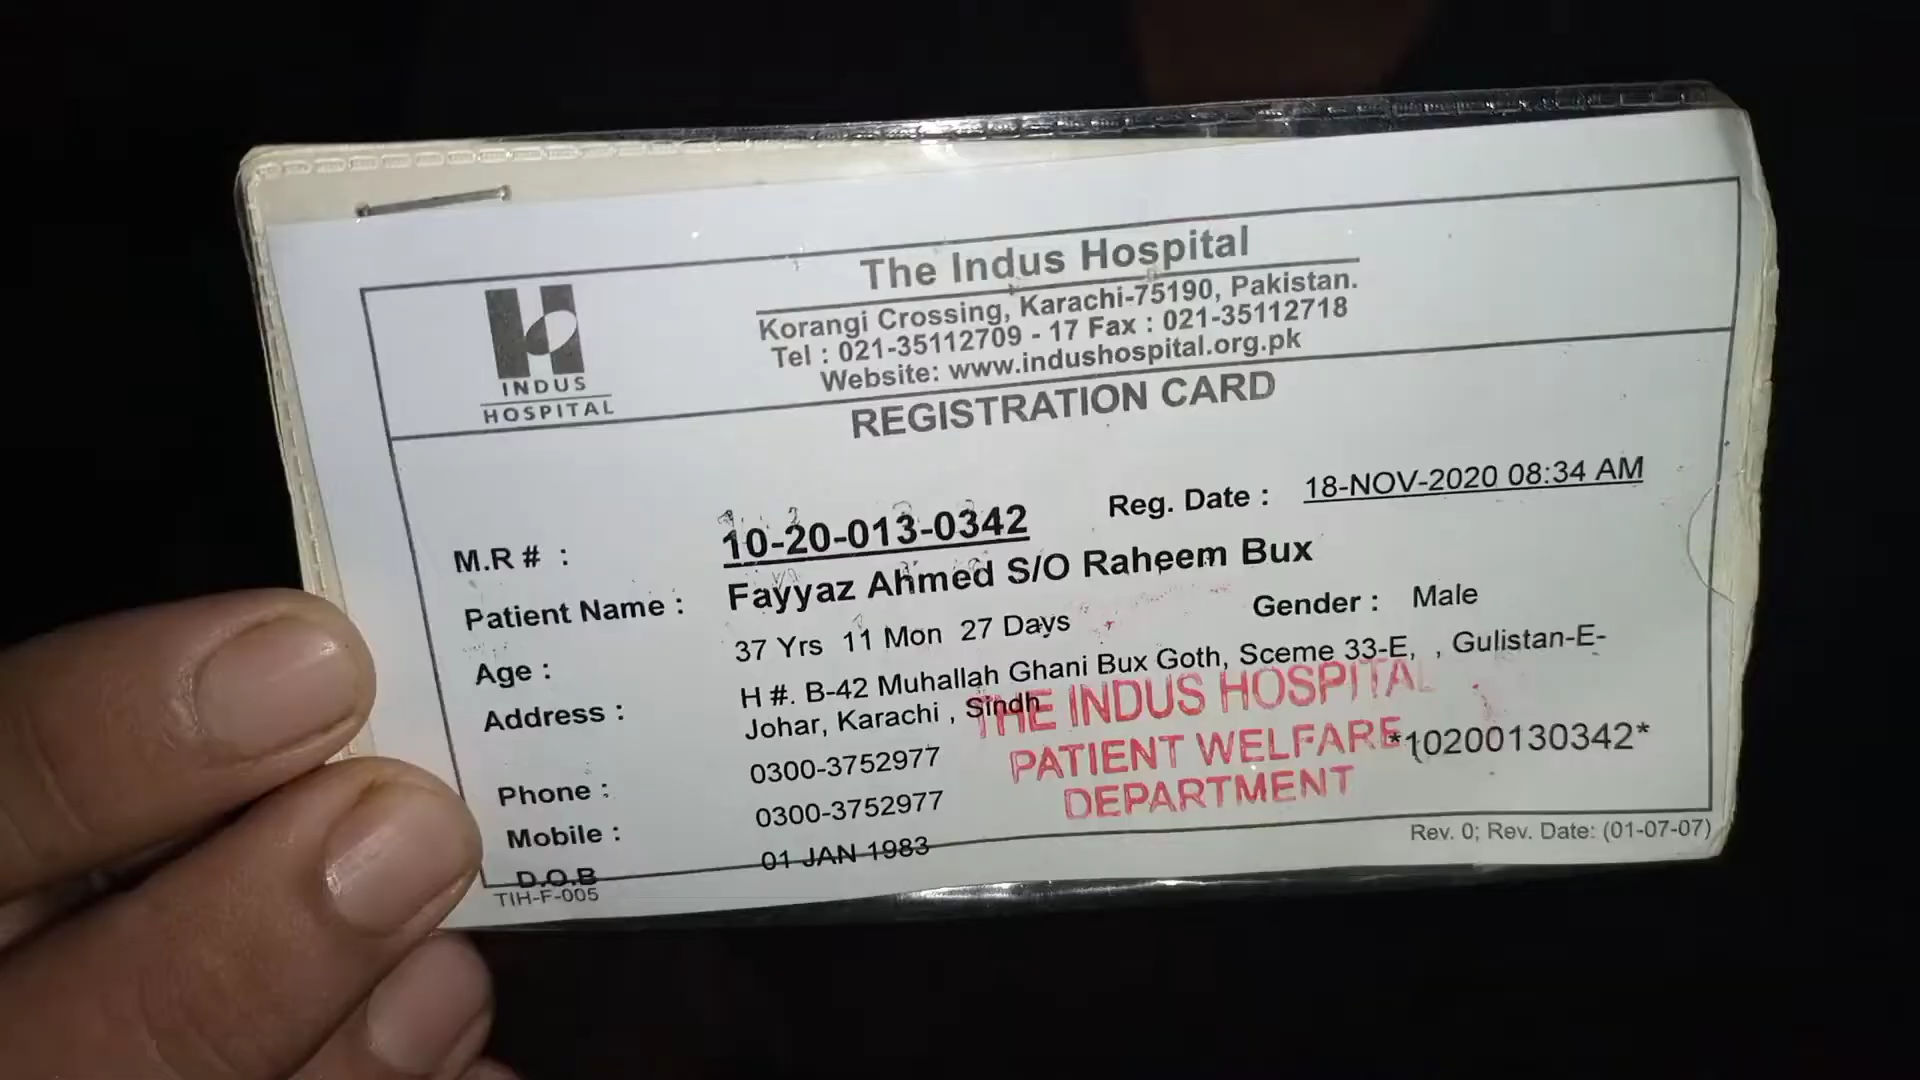 The Indus Hospital
Korangi Crossing, Karachi-75190, Pakistan.
Tel : 021-35112709 - 17 Fax : 021-35112718
Website: www.indushospital.org.pk
INDUS
HOSPITAL
REGISTRATION CARD
M.R # : 10-20-013-0342 Reg. Date : 18-NOV-2020 08:34 AM
Patient Name : Fayyaz Ahmed S/O Raheem Bux
Age : 37 Yrs 11 Mon 27 Days Gender : Male
Address : H #. B-42 Muhallah Ghani Bux Goth, Sceme 33-E, , Gulistan-E-
Johar, Karachi , Sindh
THE INDUS HOSPITAL
PATIENT WELFARE
DEPARTMENT
*10200130342*
Phone : 0300-3752977
Mobile : 0300-3752977
D.O.B 01 JAN 1983
TIH-F-005
Rev. 0; Rev. Date: (01-07-07)